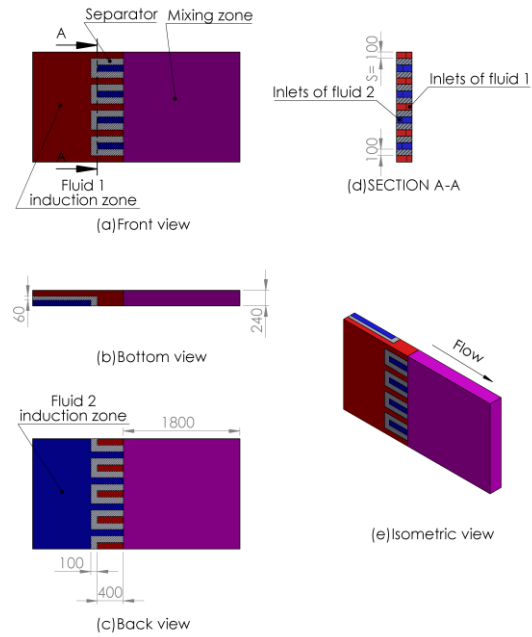 A
Separator
Mixing zone
A
Fluid 1
induction zone
(a)Front view
S= 100
Inlets of fluid 1
Inlets of fluid 2
100
(d)SECTION A-A
60
240
(b) Bottom view
Fluid 2
induction zone
1800
100
400
(c) Back view
Flow
(e)Isometric view